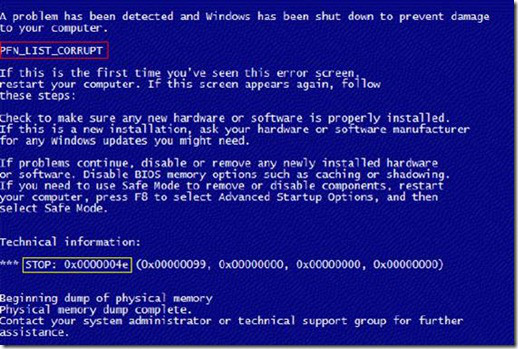 A problem has been detected and Windows has been shut down to prevent damage
to your computer.
PFN_LIST_CORRUPT
If this is the first time you've seen this error screen,
restart your computer. If this screen appears again, follow
these steps:
Check to make sure any new hardware or software is properly installed.
If this is a new installation, ask your hardware or software manufacturer
for any Windows updates you might need.
If problems continue, disable or remove any newly installed hardware
or software. Disable BIOS memory options such as caching or shadowing.
If you need to use Safe Mode to remove or disable components, restart
your computer, press F8 to select Advanced Startup Options, and then
select Safe Mode.
Technical information:
*** STOP: 0x0000004e (0x00000099, 0x00000000, 0x00000000, 0x00000000)
Beginning dump of physical memory
Physical memory dump complete.
Contact your system administrator or technical support group for further
assistance.